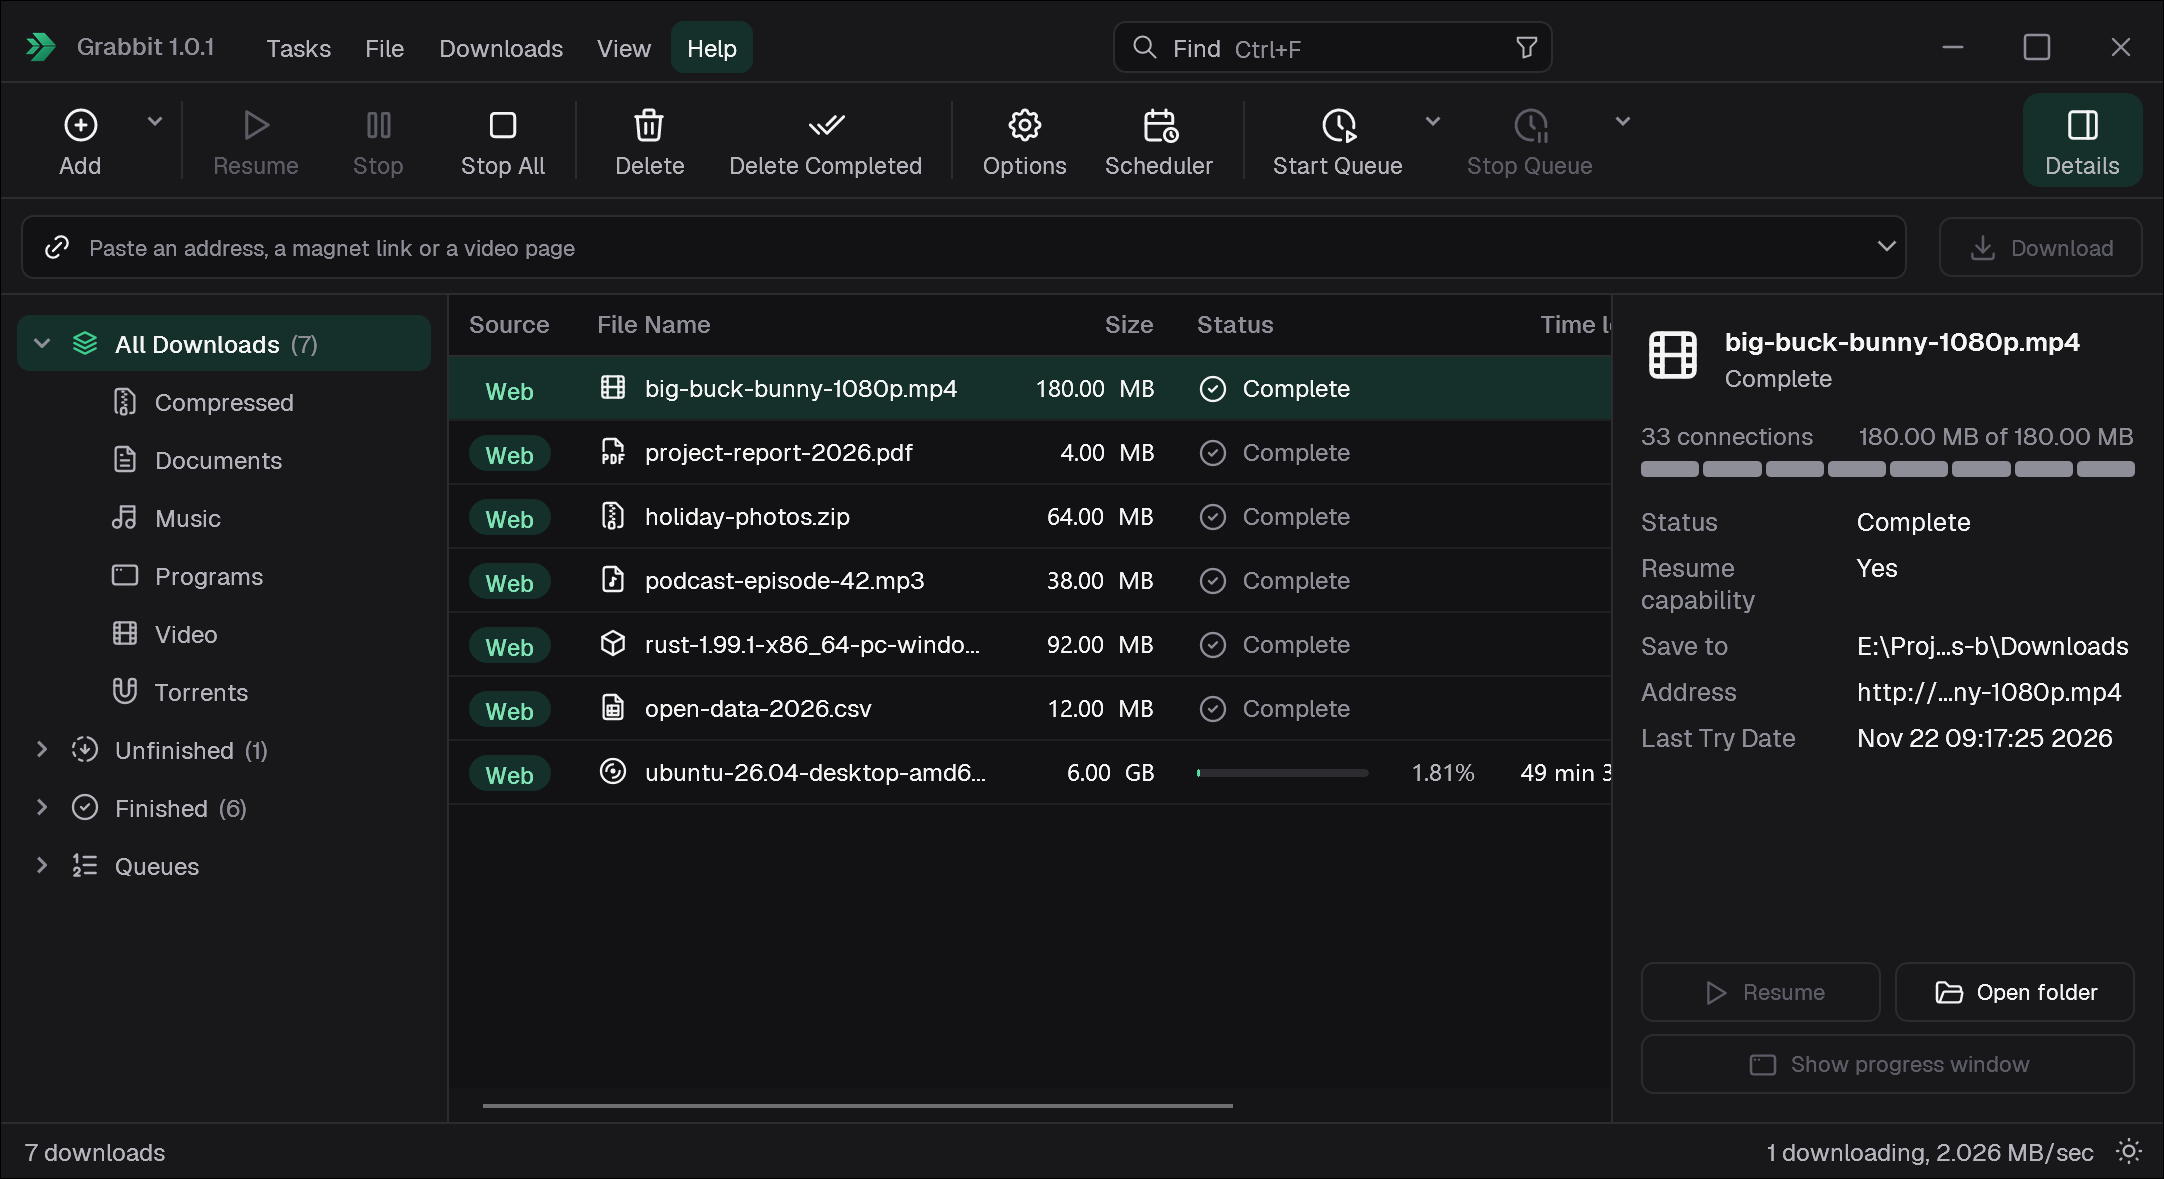 Grabbit 1.0.1 Tasks File Downloads View Help Find Ctrl+F
Add Resume Stop Stop All Delete Delete Completed Options Scheduler Start Queue Stop Queue Details
Paste an address, a magnet link or a video page Download
All Downloads (7)
Compressed
Documents
Music
Programs
Video
Torrents
Unfinished (1)
Finished (6)
Queues
Source File Name Size Status Time
Web big-buck-bunny-1080p.mp4 180.00 MB Complete
Web project-report-2026.pdf 4.00 MB Complete
Web holiday-photos.zip 64.00 MB Complete
Web podcast-episode-42.mp3 38.00 MB Complete
Web rust-1.99.1-x86_64-pc-windo... 92.00 MB Complete
Web open-data-2026.csv 12.00 MB Complete
Web ubuntu-26.04-desktop-amd6... 6.00 GB 1.81% 49 min
big-buck-bunny-1080p.mp4
Complete
33 connections 180.00 MB of 180.00 MB
Status Complete
Resume capability Yes
Save to E:\Proj...s-b\Downloads
Address http://...ny-1080p.mp4
Last Try Date Nov 22 09:17:25 2026
Resume Open folder
Show progress window
7 downloads 1 downloading, 2.026 MB/sec